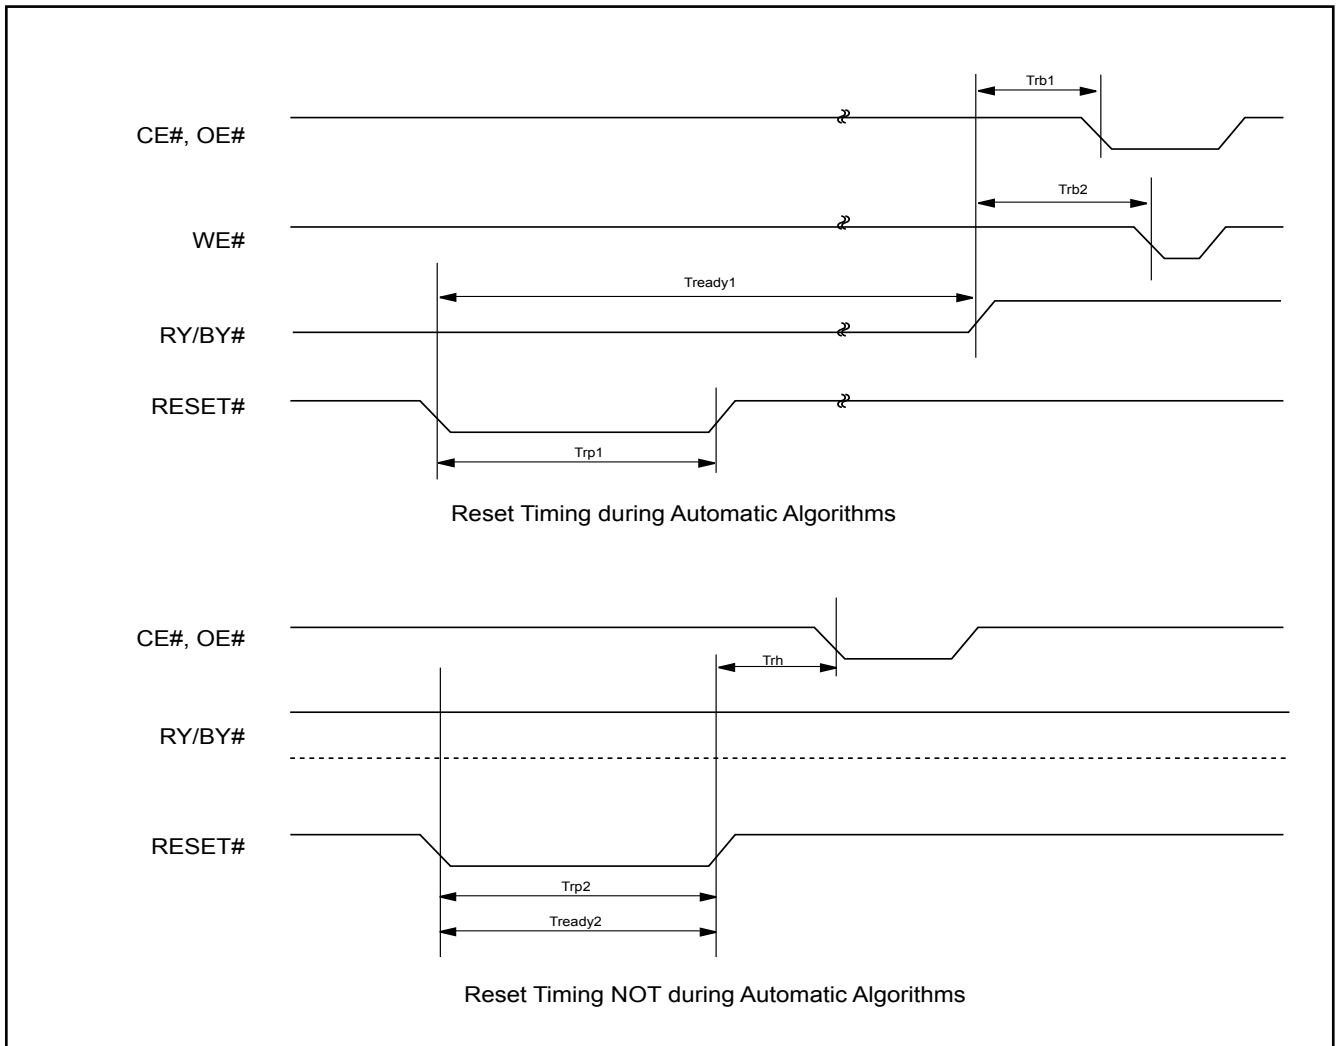 Trb1
CE#, OE#
Trb2
WE#
Tready1
RY/BY#
RESET#
Trp1
Reset Timing during Automatic Algorithms
CE#, OE#
Trh
RY/BY#
RESET#
Trp2
Tready2
Reset Timing NOT during Automatic Algorithms